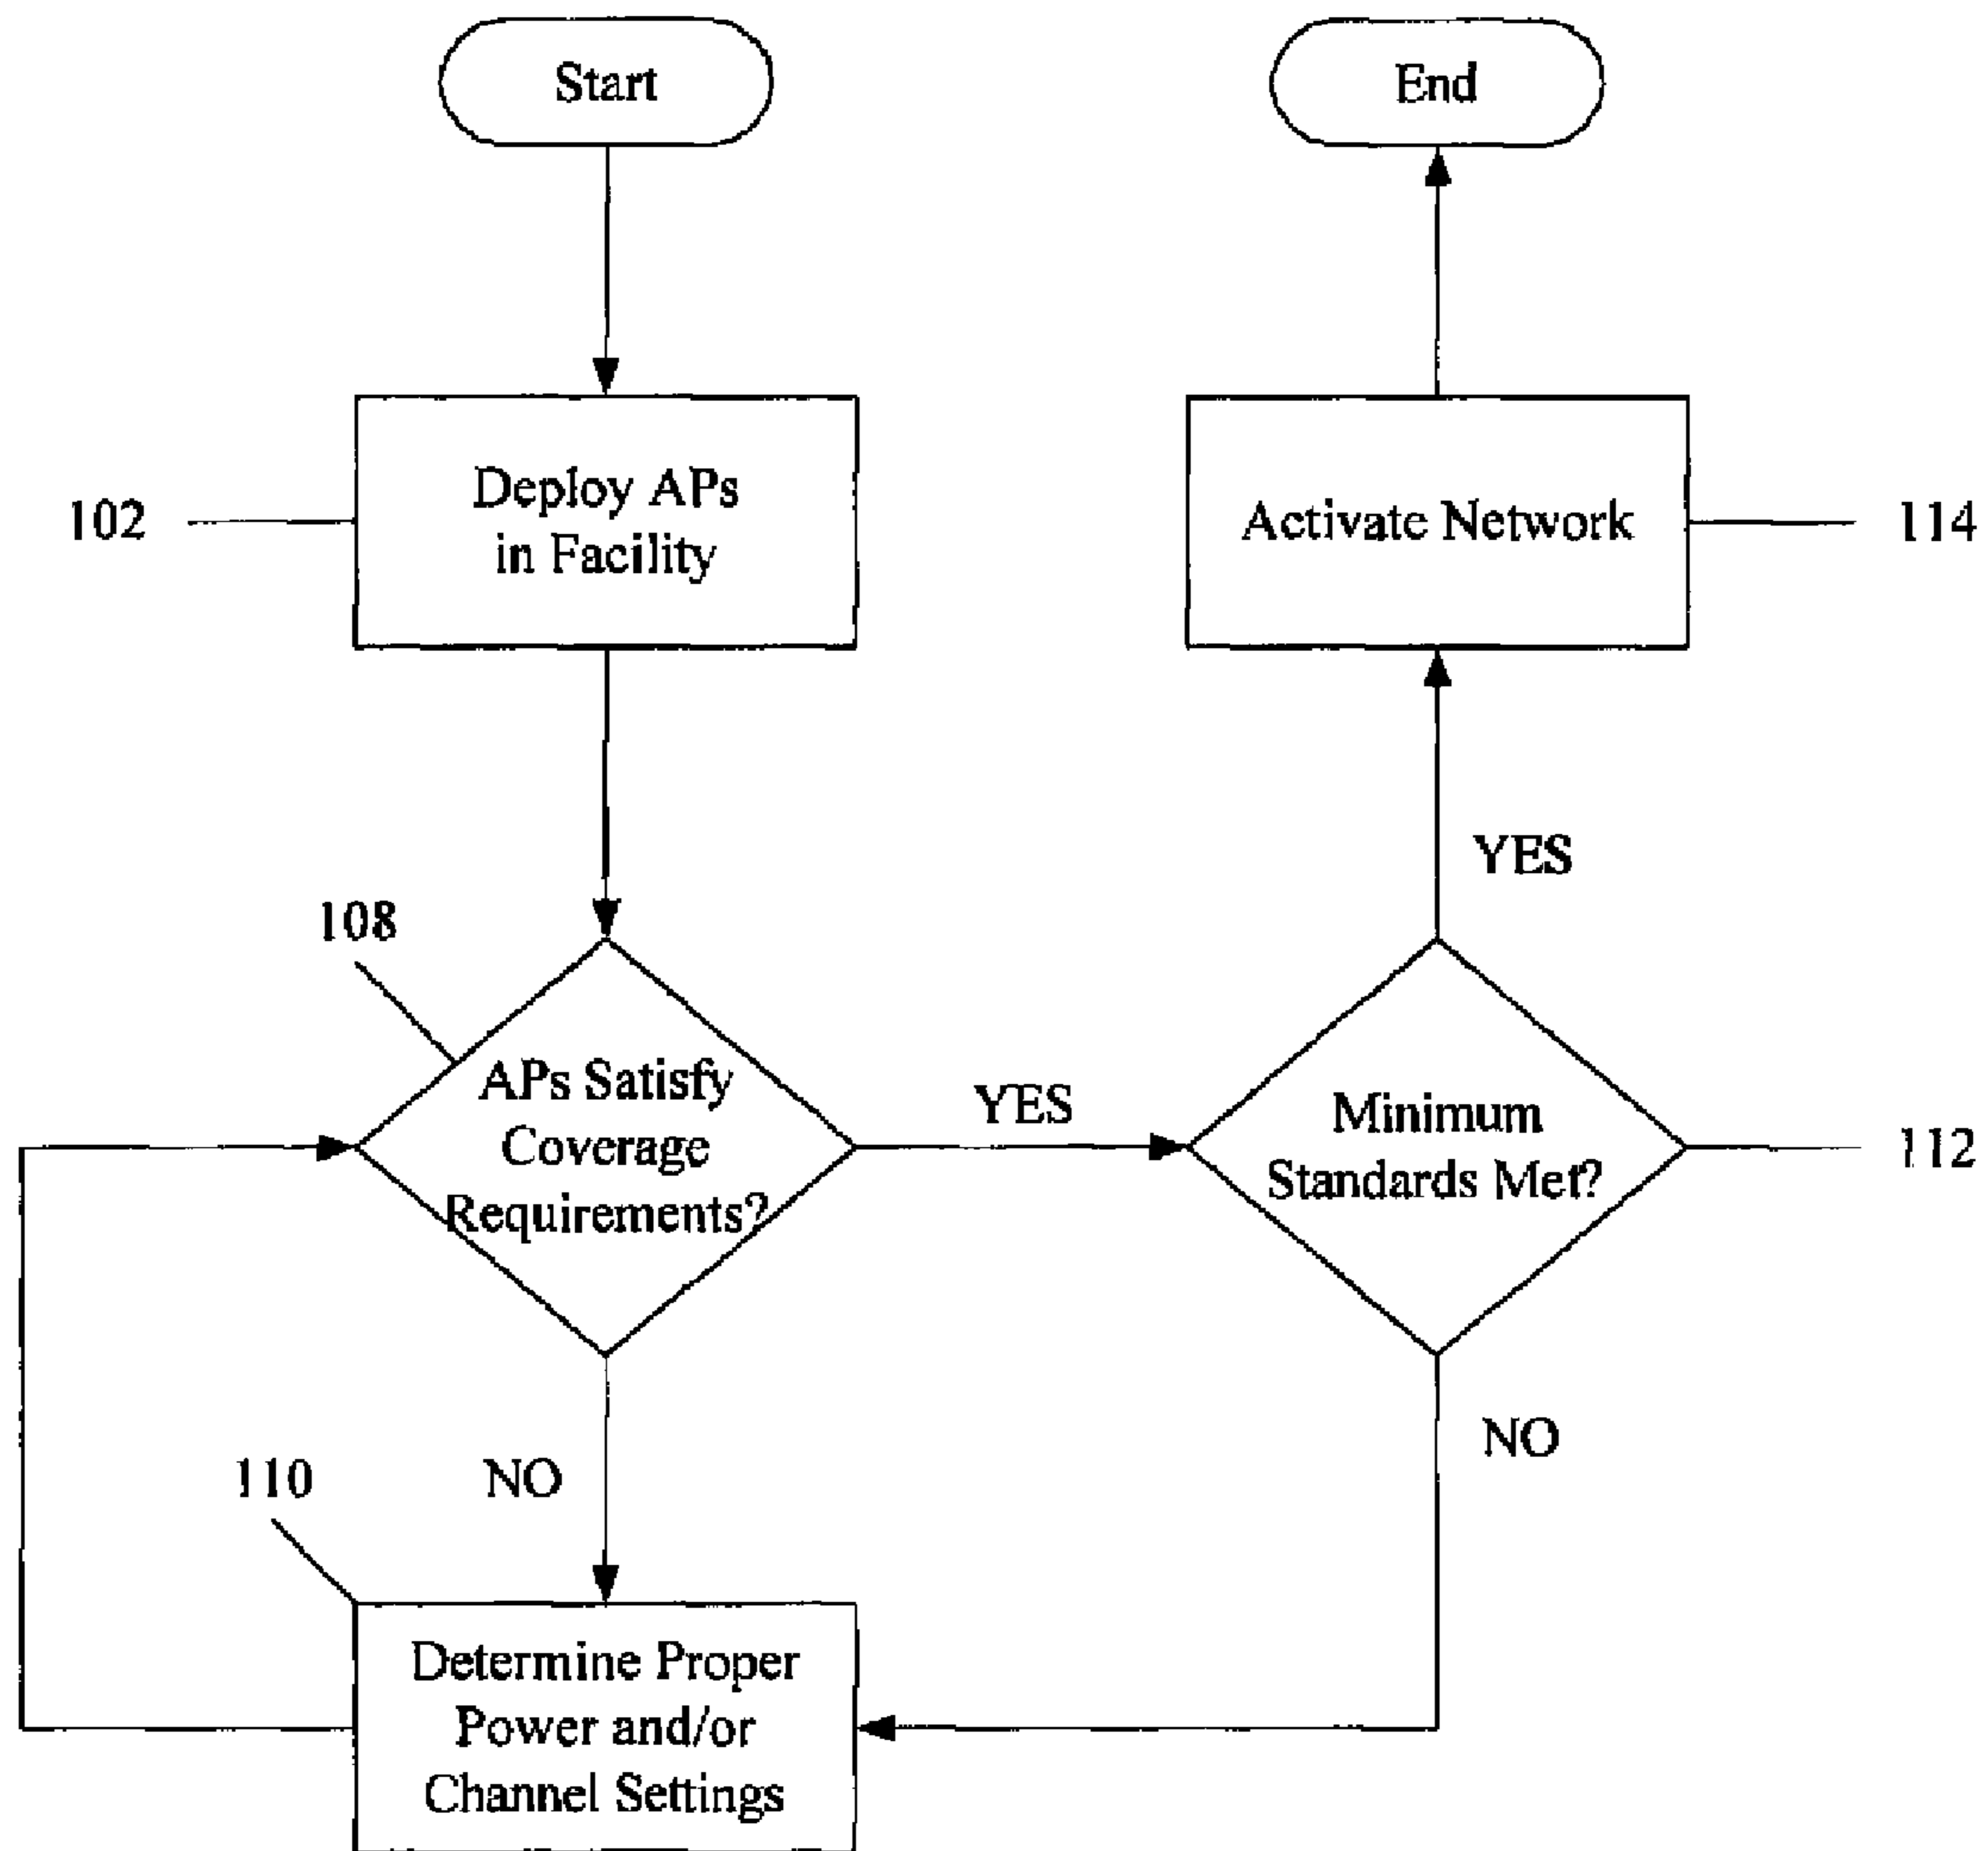 Start
End
Deploy APs
in Facility
102
Activate Network
114
YES
108
APs Satisfy
Coverage
Requirements?
YES
Minimum
Standards Met?
112
NO
110
NO
Determine Proper
Power and/or
Channel Settings